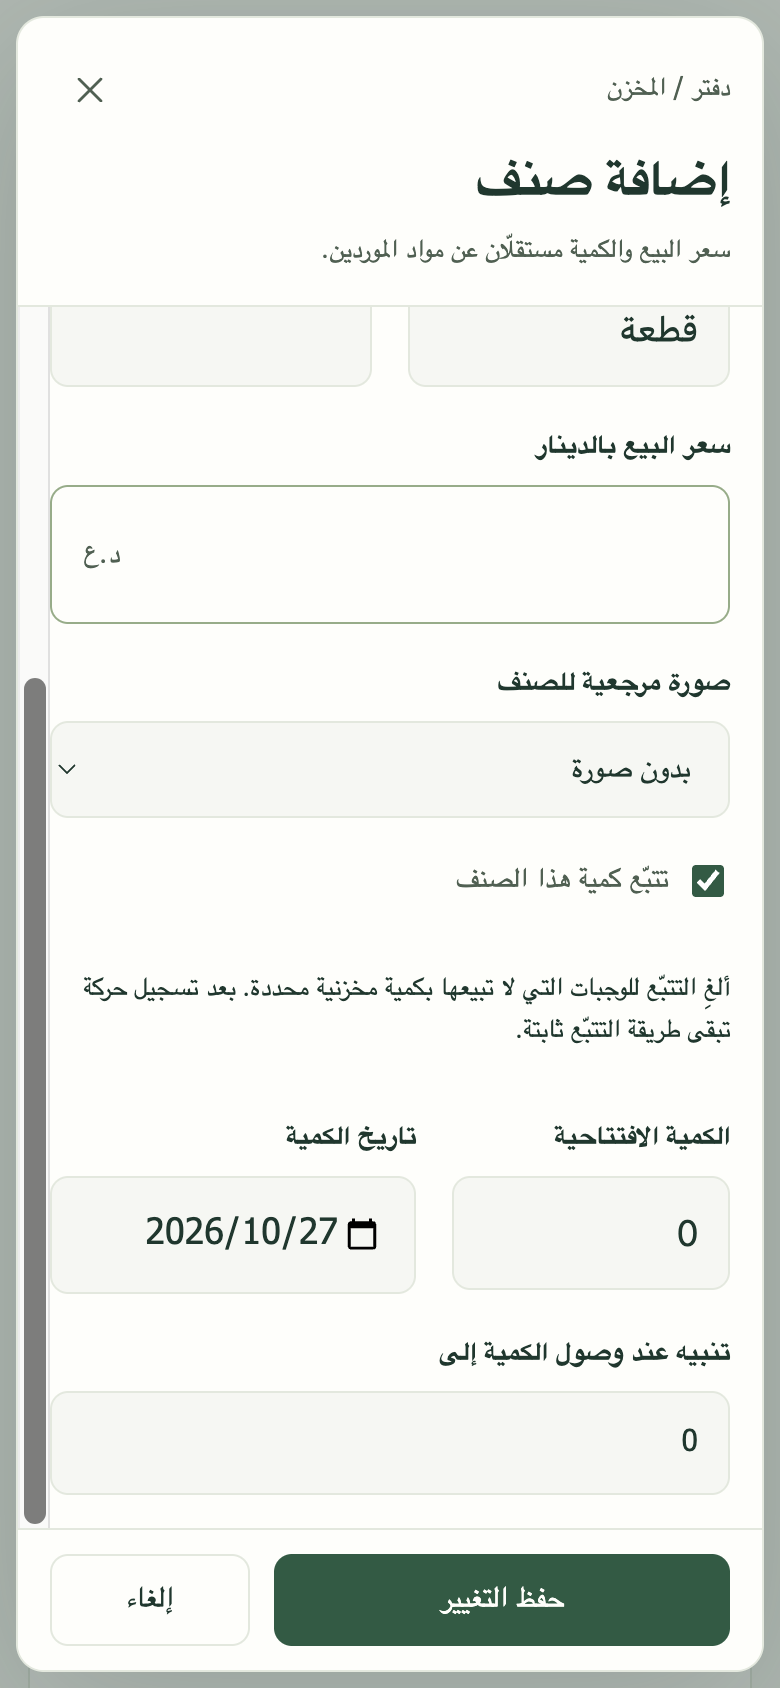 دفتر / المخزن
إضافة صنف
سعر البيع والكمية مستقلّان عن مواد الموردين.
قطعة
سعر البيع بالدينار
د.ع
صورة مرجعية للصنف
بدون صورة
تتبّع كمية هذا الصنف
ألغِ التتبّع للوجبات التي لا تبيعها بكمية مخزنية محددة. بعد تسجيل حركة
تبقى طريقة التتبّع ثابتة.
الكمية الافتتاحية
تاريخ الكمية
0
2026/10/27
تنبيه عند وصول الكمية إلى
0
حفظ التغيير
إلغاء